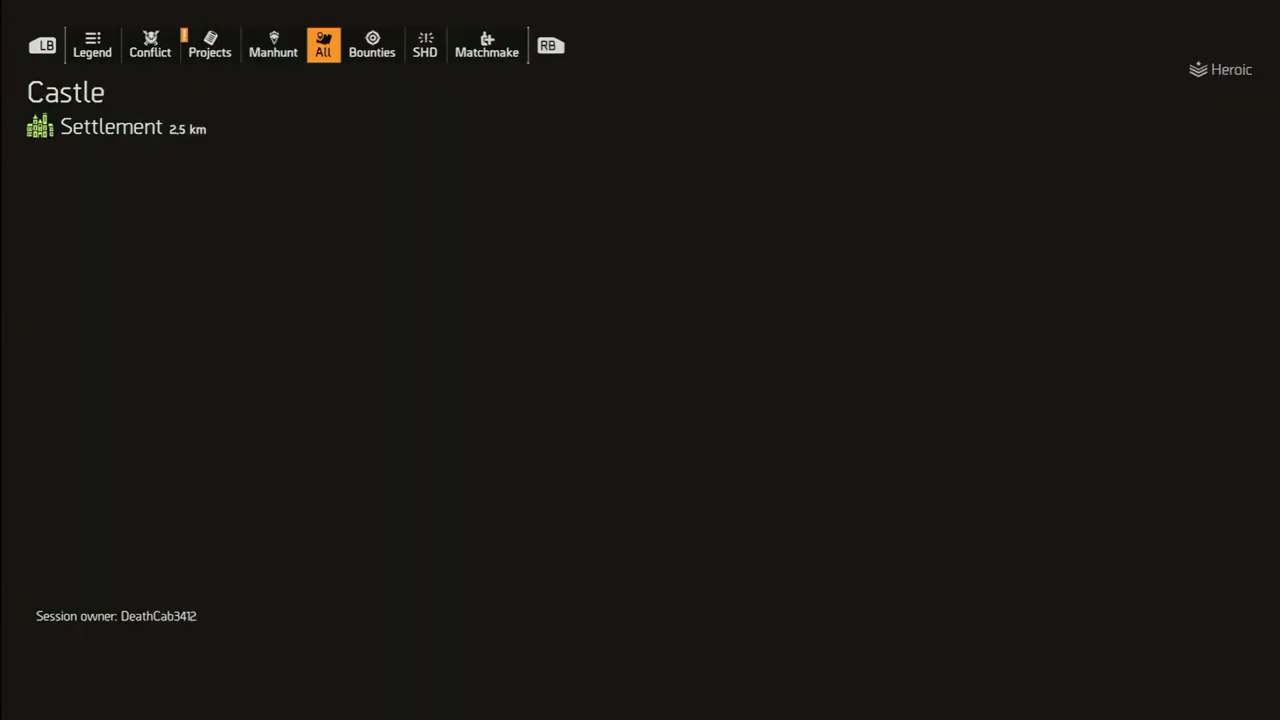 LB Legend Conflict Projects Manhunt All Bounties SHD Matchmake RB
Heroic
Castle
Settlement 2.5 km
Session owner: DeathCab3412